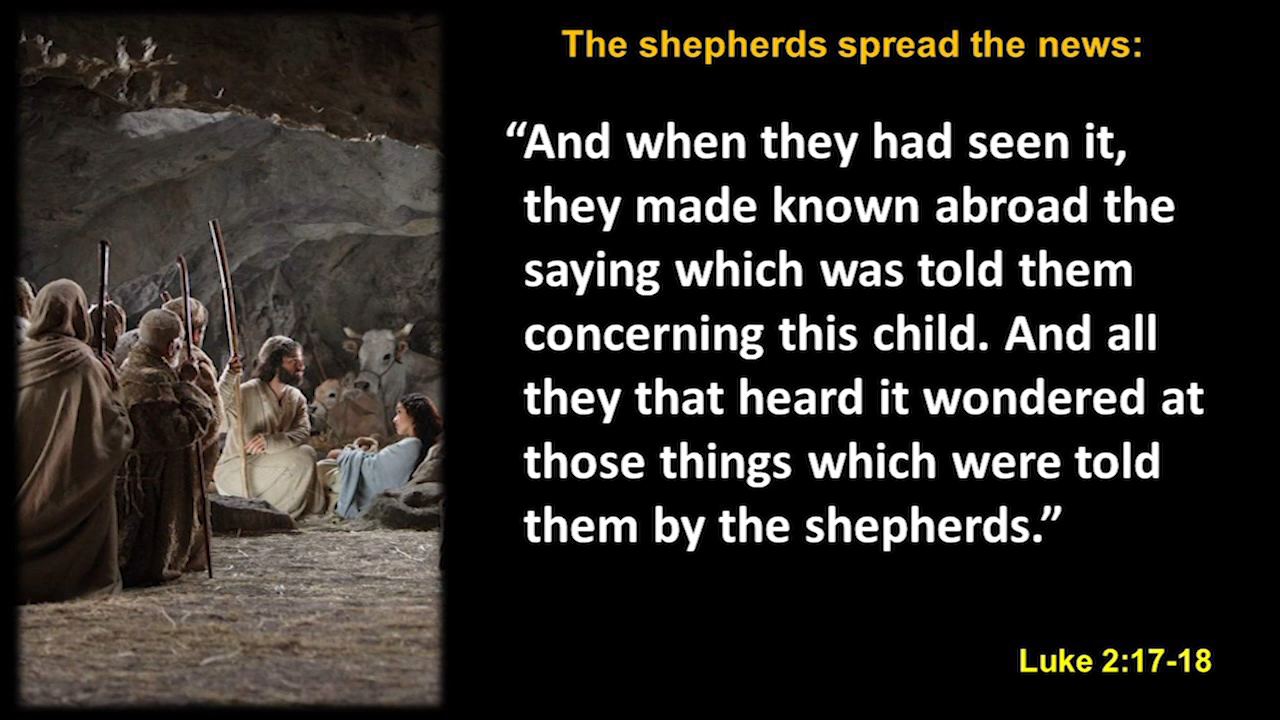 The shepherds spread the news:
“And when they had seen it,
they made known abroad the
saying which was told them
concerning this child. And all
they that heard it wondered at
those things which were told
them by the shepherds.”
Luke 2:17-18